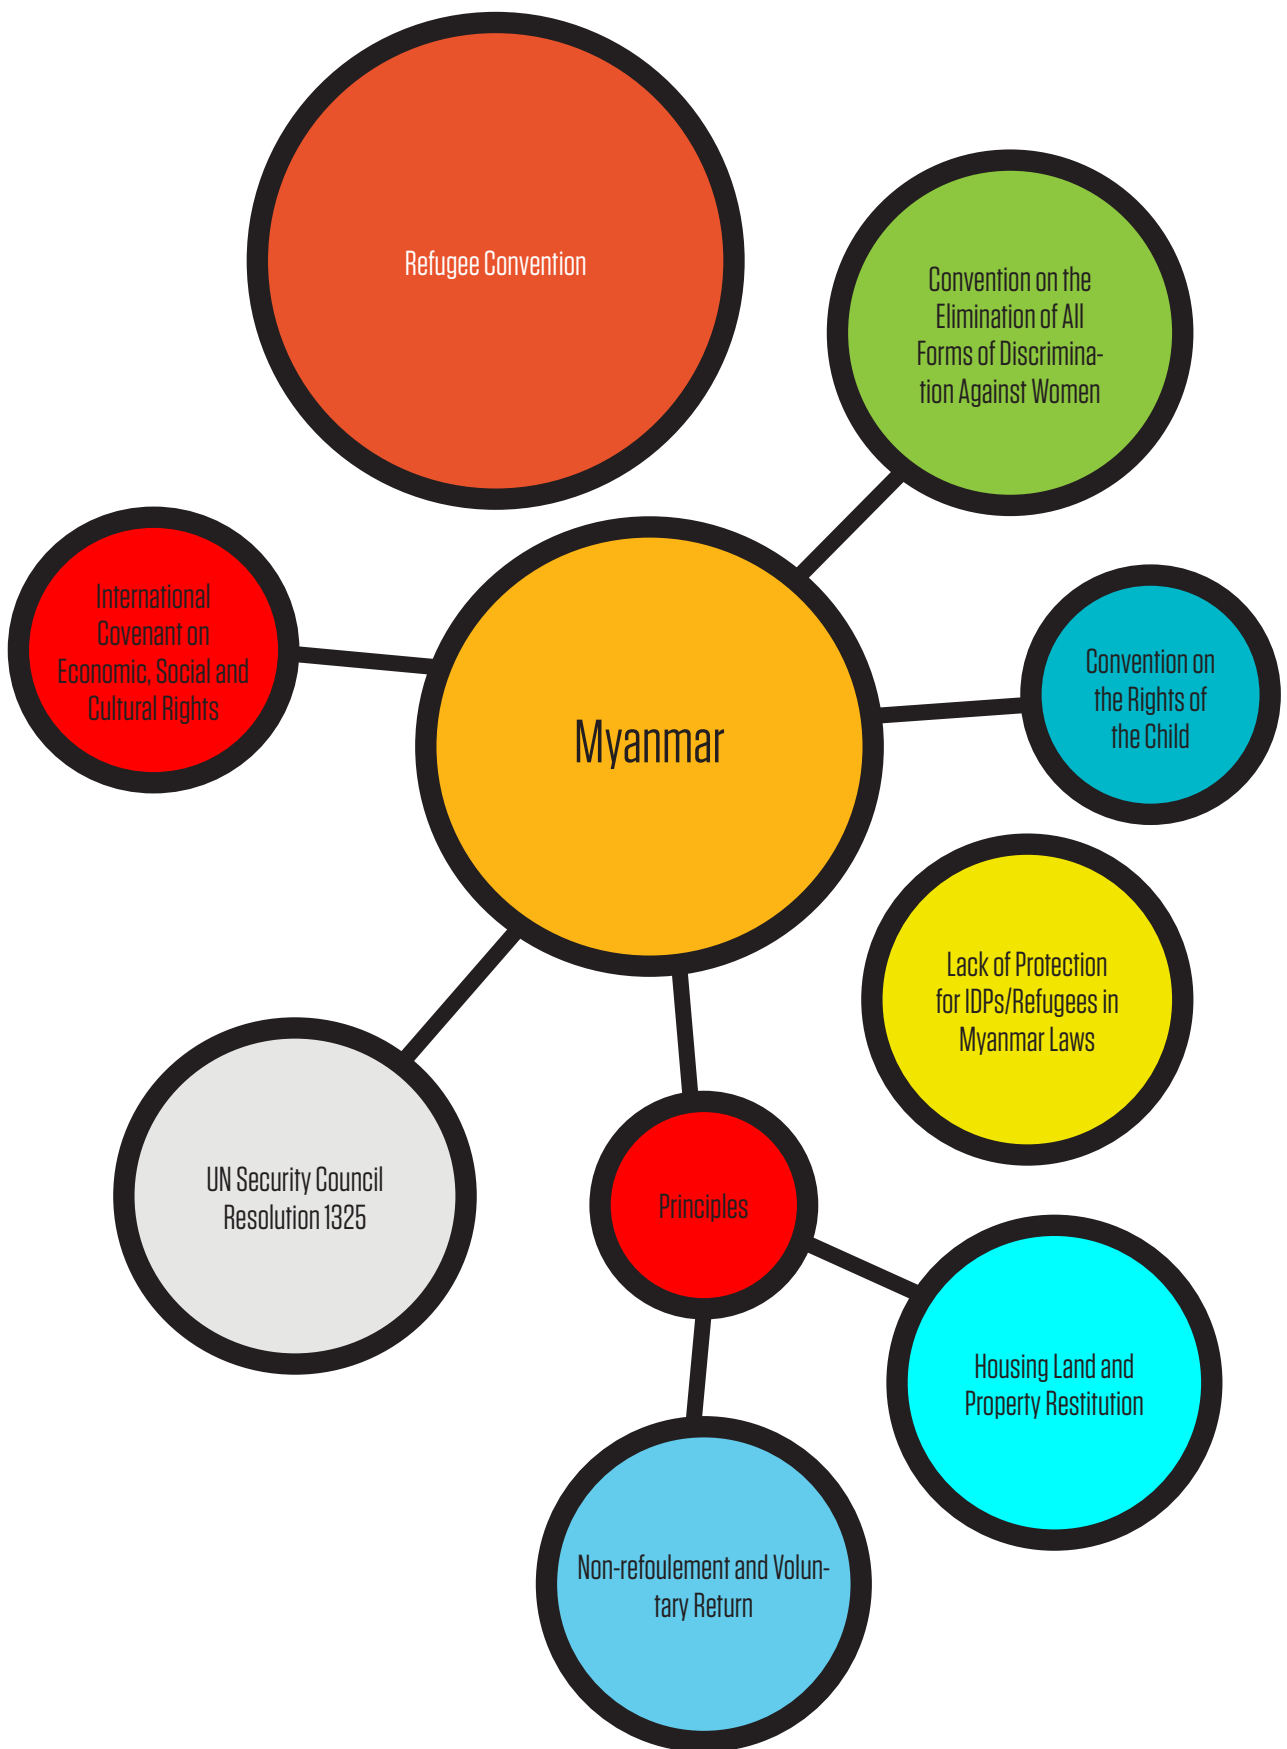 Refugee Convention
Convention on the
Elimination of All
Forms of Discrimina-
tion Against Women
International
Covenant on
Economic, Social and
Cultural Rights
Myanmar
Convention on
the Rights of
the Child
Lack of Protection
for IDPs/Refugees in
Myanmar Laws
UN Security Council
Resolution 1325
Principles
Housing Land and
Property Restitution
Non-refoulement and Volun-
tary Return